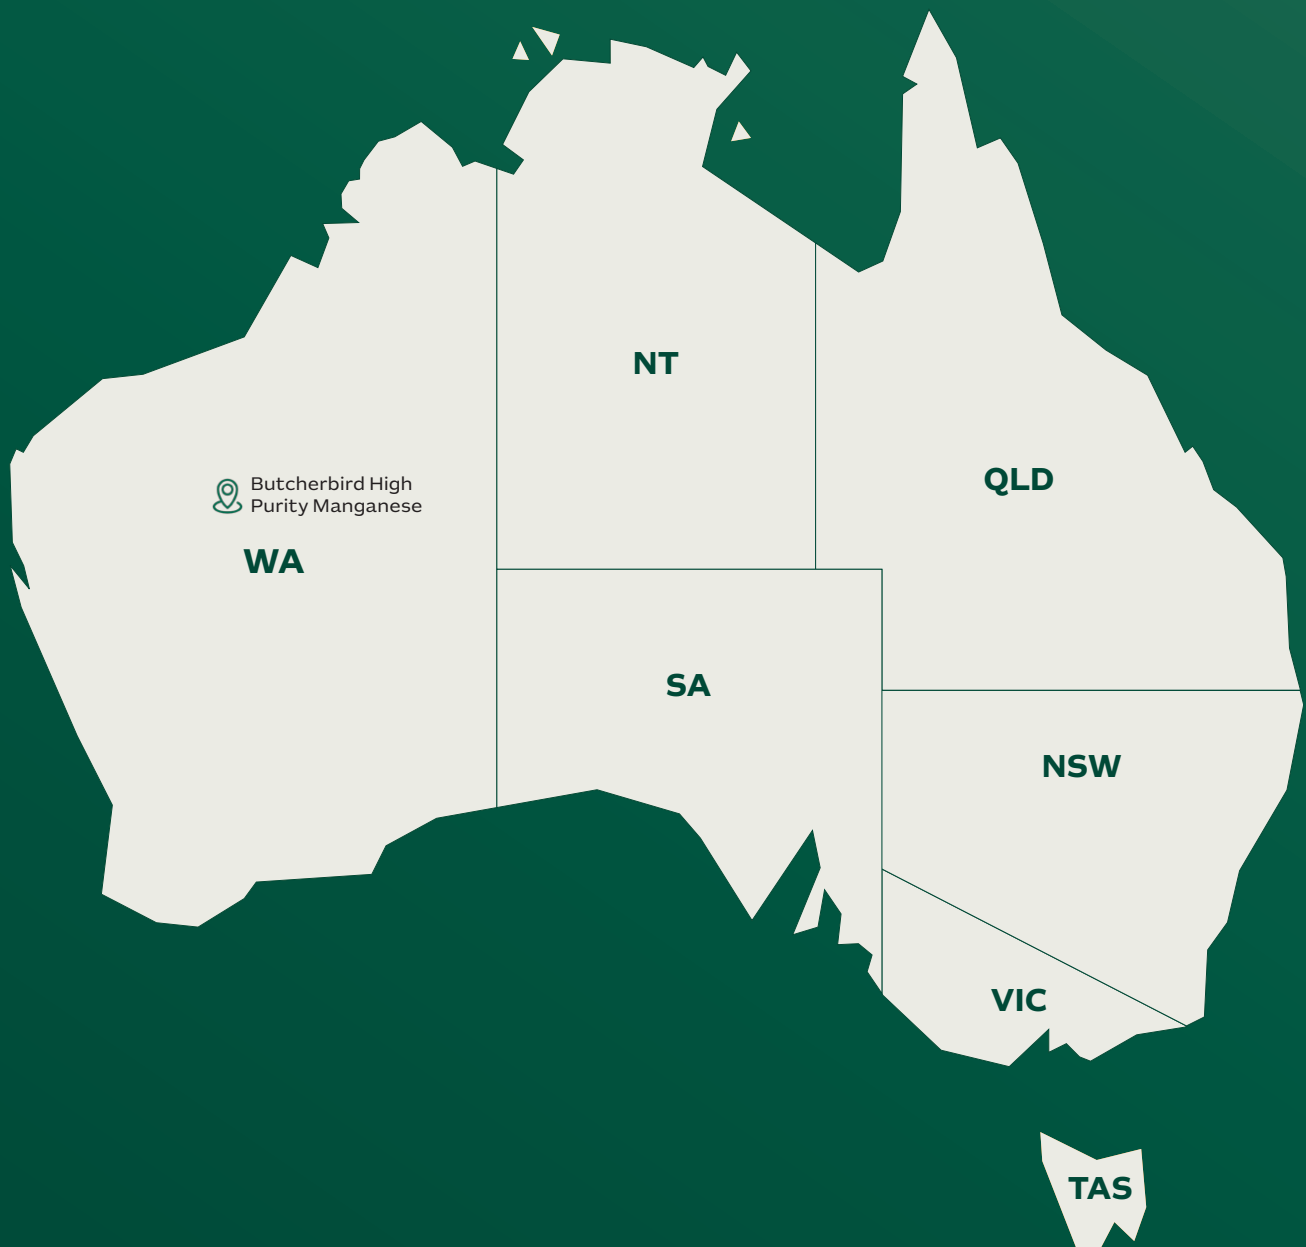 NT
QLD
Butcherbird High
Purity Manganese
WA
SA
NSW
VIC
TAS